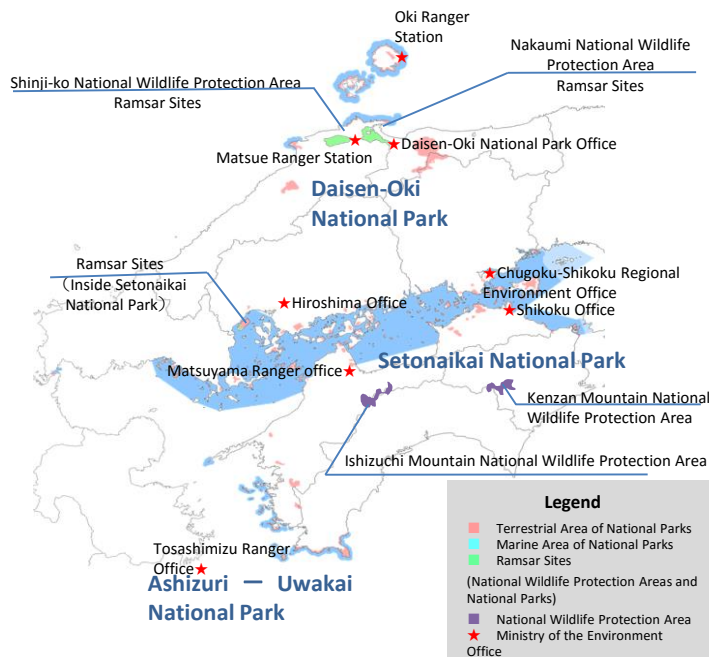 Oki Ranger
Station
Nakaumi National Wildlife
Protection Area
Ramsar Sites
Shinji-ko National Wildlife Protection Area
Ramsar Sites
Matsue Ranger Station
Daisen-Oki National Park Office
Daisen-Oki
National Park
Ramsar Sites
（Inside Setonaikai
National Park）
Hiroshima Office
Chugoku-Shikoku Regional
Environment Office
Shikoku Office
Setonaikai National Park
Matsuyama Ranger office
Kenzan Mountain National
Wildlife Protection Area
Ishizuchi Mountain National Wildlife Protection Area
Tosashimizu Ranger
Office
Ashizuri － Uwakai
National Park
Legend
Terrestrial Area of National Parks
Marine Area of National Parks
Ramsar Sites
(National Wildlife Protection Areas and
National Parks)
National Wildlife Protection Area
Ministry of the Environment
Office